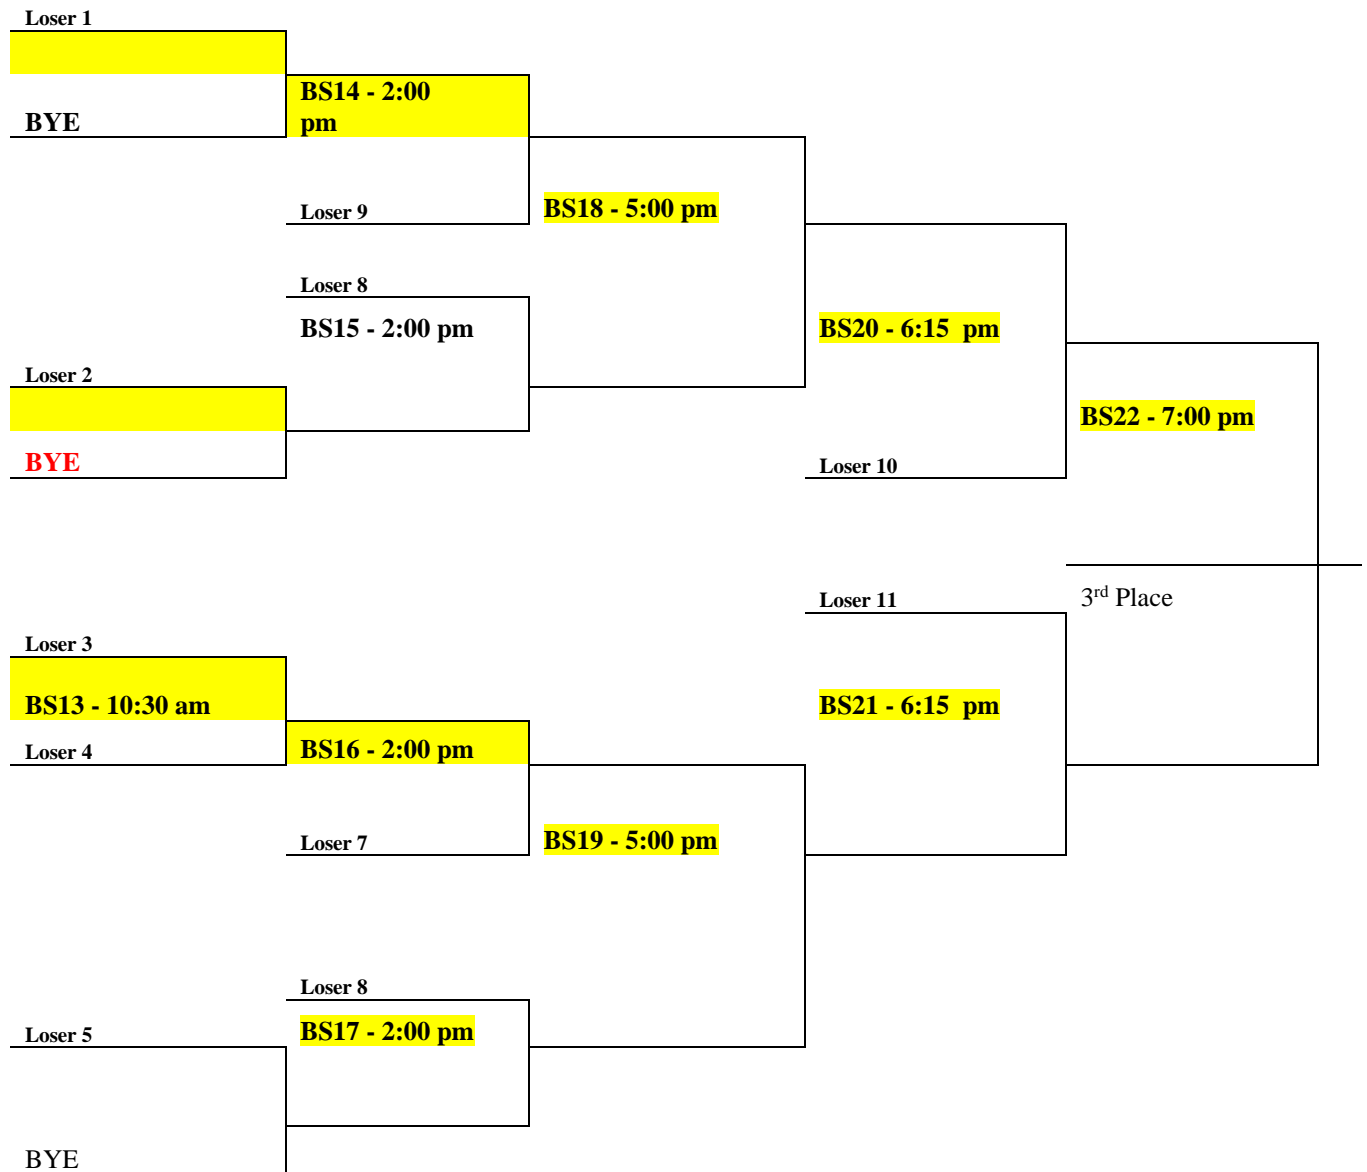 Loser 1
BS14 - 2:00
pm
BYE
Loser 9
BS18 - 5:00 pm
Loser 8
BS15 - 2:00 pm
BS20 - 6:15 pm
Loser 2
BS22 - 7:00 pm
BYE
Loser 10
Loser 11
3rd Place
Loser 3
BS13 - 10:30 am
BS21 - 6:15 pm
Loser 4
BS16 - 2:00 pm
Loser 7
BS19 - 5:00 pm
Loser 8
Loser 5
BS17 - 2:00 pm
BYE